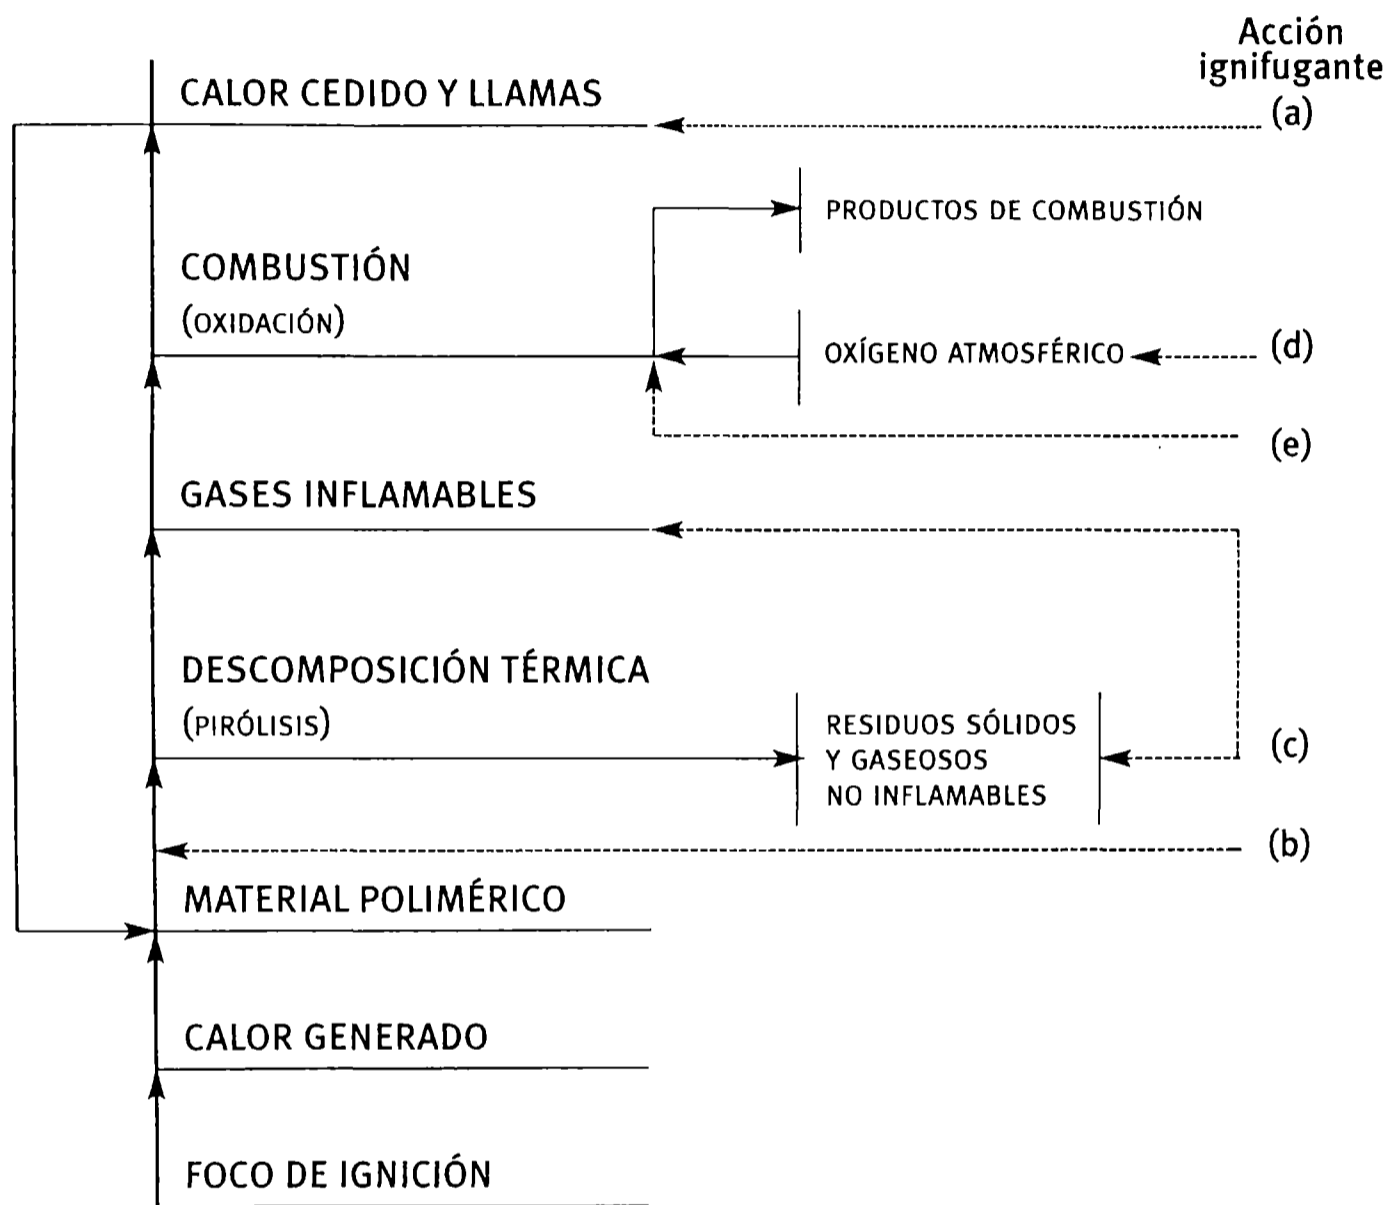 Acción
ignifugante
CALOR CEDIDO Y LLAMAS
(a)
PRODUCTOS DE COMBUSTIÓN
COMBUSTIÓN
(OXIDACIÓN)
OXÍGENO ATMOSFÉRICO
(d)
(e)
GASES INFLAMABLES
DESCOMPOSICIÓN TÉRMICA
(PIRÓLISIS)
RESIDUOS SÓLIDOS
Y GASEOSOS
NO INFLAMABLES
(c)
(b)
MATERIAL POLIMÉRICO
CALOR GENERADO
FOCO DE IGNICIÓN